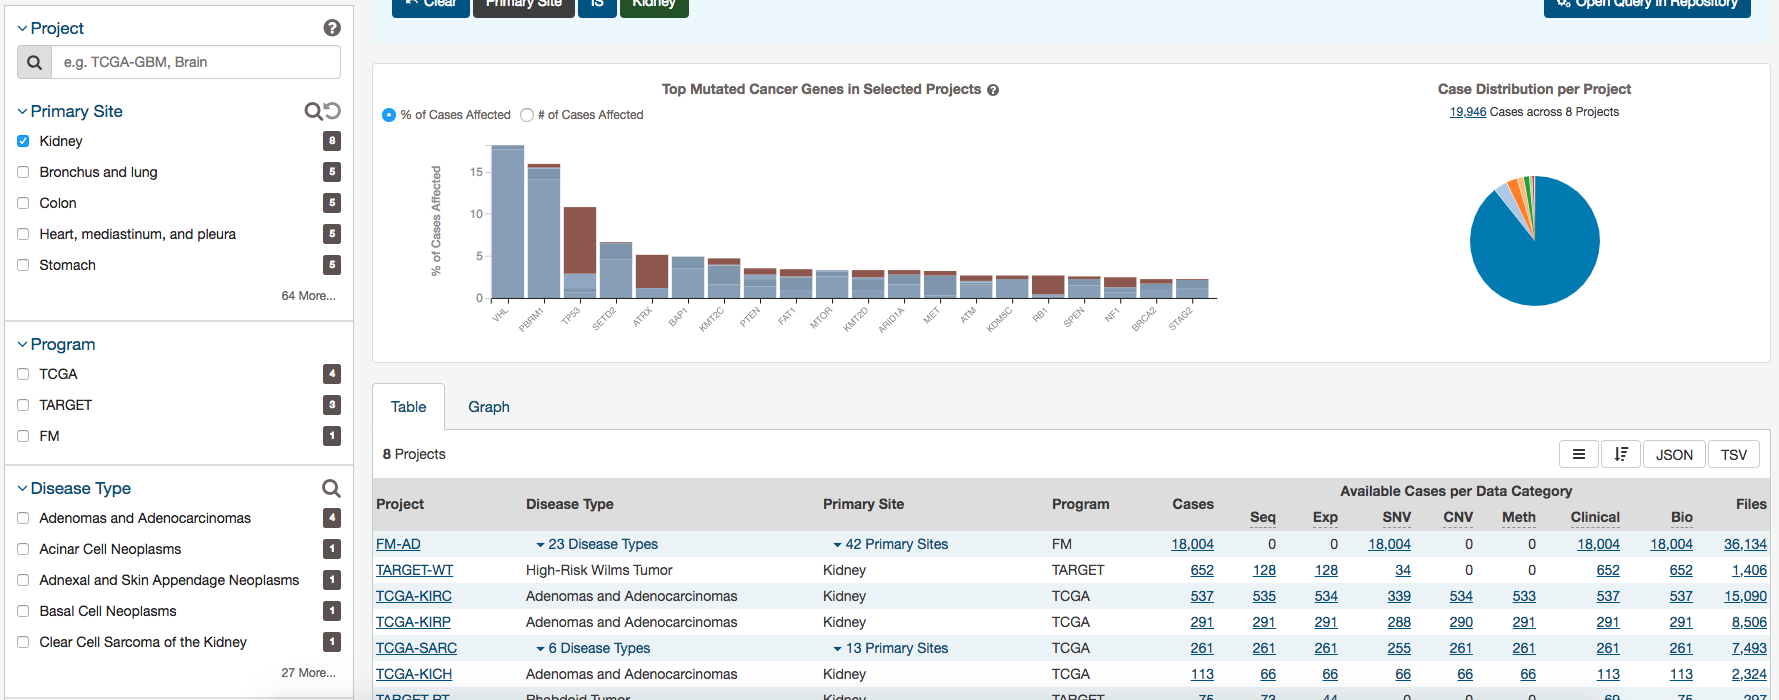 Clear Primary Site IS Kidney Open Query in Repository
Project
e.g. TCGA-GBM, Brain
Primary Site
Kidney 8
Bronchus and lung 5
Colon 5
Heart, mediastinum, and pleura 5
Stomach 5
64 More...
Program
TCGA 4
TARGET 3
FM 1
Disease Type
Adenomas and Adenocarcinomas 4
Acinar Cell Neoplasms 1
Adnexal and Skin Appendage Neoplasms 1
Basal Cell Neoplasms 1
Clear Cell Sarcoma of the Kidney 1
27 More...
Top Mutated Cancer Genes in Selected Projects
% of Cases Affected # of Cases Affected
% of Cases Affected
15
10
5
0
VHL PBRM1 TP53 SETD2 ATRX BAP1 KMT2C PTEN FAT1 MTOR KMT2D ARID1A MET ATM KDM5C RB1 SPEN NF1 BRCA2 STAG2
Case Distribution per Project
19,946 Cases across 8 Projects
Table Graph
8 Projects
JSON TSV
Available Cases per Data Category
Project Disease Type Primary Site Program Cases Seq Exp SNV CNV Meth Clinical Bio Files
FM-AD 23 Disease Types 42 Primary Sites FM 18,004 0 0 18,004 0 0 18,004 18,004 36,134
TARGET-WT High-Risk Wilms Tumor Kidney TARGET 652 128 128 34 0 0 652 652 1,406
TCGA-KIRC Adenomas and Adenocarcinomas Kidney TCGA 537 535 534 339 534 533 537 537 15,090
TCGA-KIRP Adenomas and Adenocarcinomas Kidney TCGA 291 291 291 288 290 291 291 291 8,506
TCGA-SARC 6 Disease Types 13 Primary Sites TCGA 261 261 261 255 261 261 261 261 7,493
TCGA-KICH Adenomas and Adenocarcinomas Kidney TCGA 113 66 66 66 66 66 113 113 2,324
TARGET-RT Rhabdoid Tumor Kidney TARGET 75 73 44 0 0 0 69 75 297